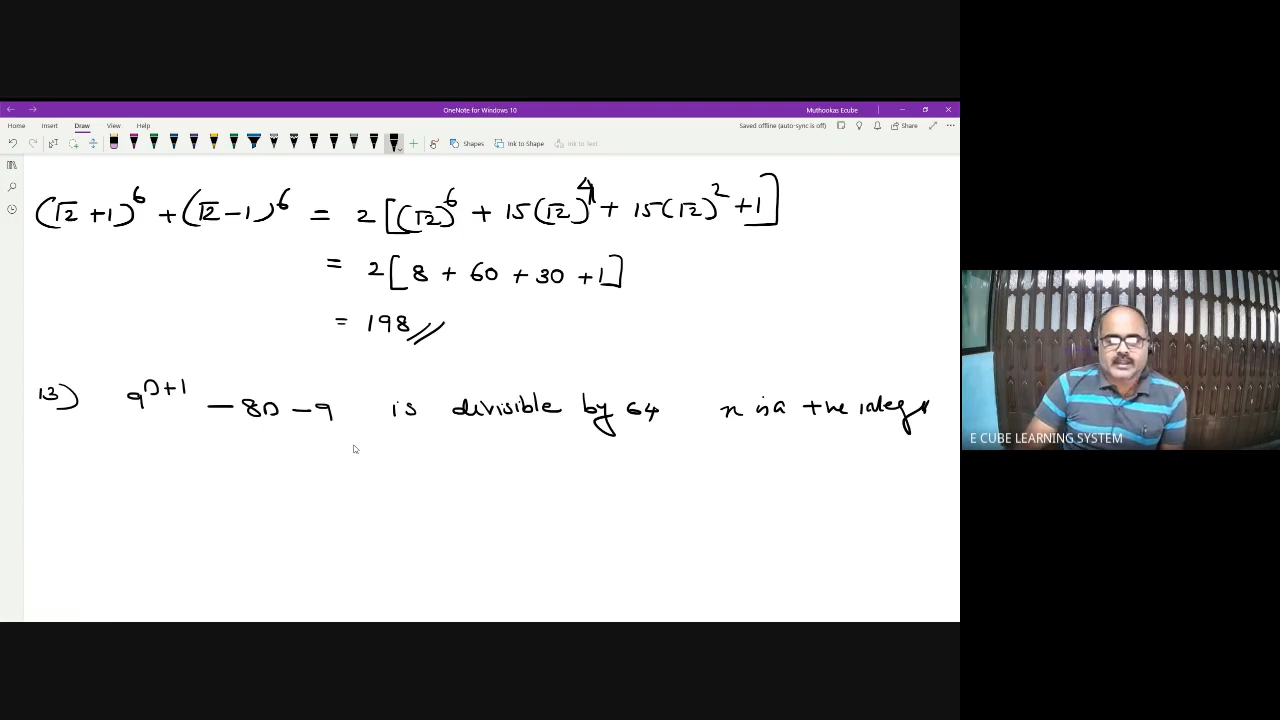 OneNote for Windows 10
Muthookas Ecube
Home Insert Draw View Help
Saved offline (auto-sync is off) Share
Shapes Ink to Shape Ink to Text
(√2 + 1)^6 + (√2 - 1)^6 = 2 [(√2)^6 + 15(√2)^4 + 15(√2)^2 + 1]
= 2 [8 + 60 + 30 + 1]
= 198 //
13) 9^(n+1) - 8n - 9 is divisible by 64 n is a +ve integer
E CUBE LEARNING SYSTEM